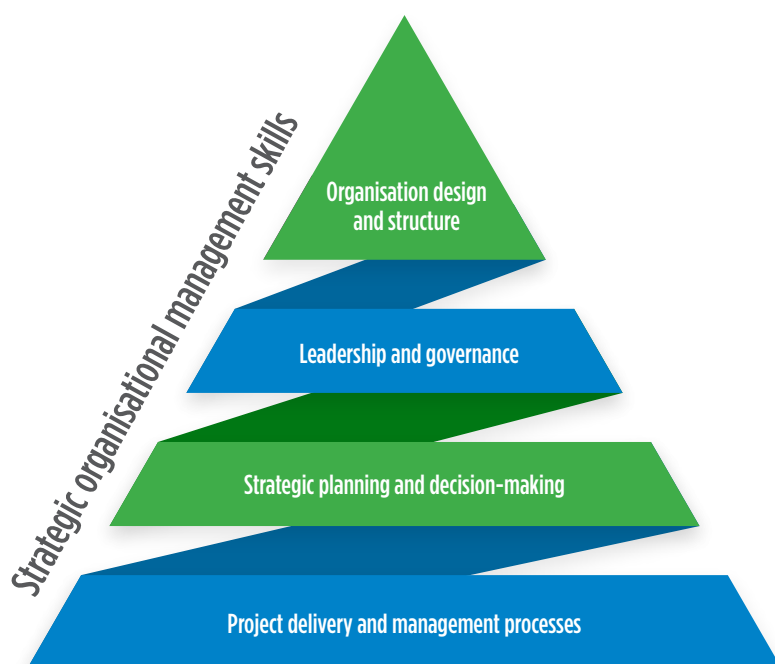 Strategic organisational management skills
Organisation design
and structure
Leadership and governance
Strategic planning and decision-making
Project delivery and management processes